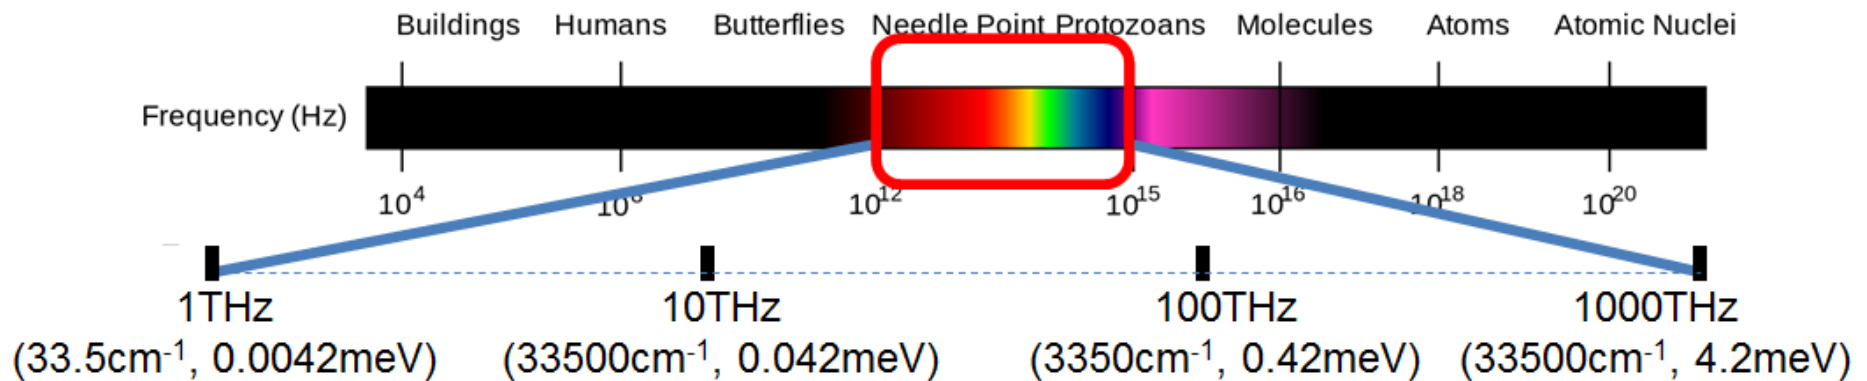 Buildings Humans Butterflies Needle Point Protozoans Molecules Atoms Atomic Nuclei
Frequency (Hz)
10⁴ 10⁸ 10¹² 10¹⁵ 10¹⁶ 10¹⁸ 10²⁰
1THz 10THz 100THz 1000THz
(33.5cm⁻¹, 0.0042meV) (33500cm⁻¹, 0.042meV) (3350cm⁻¹, 0.42meV) (33500cm⁻¹, 4.2meV)